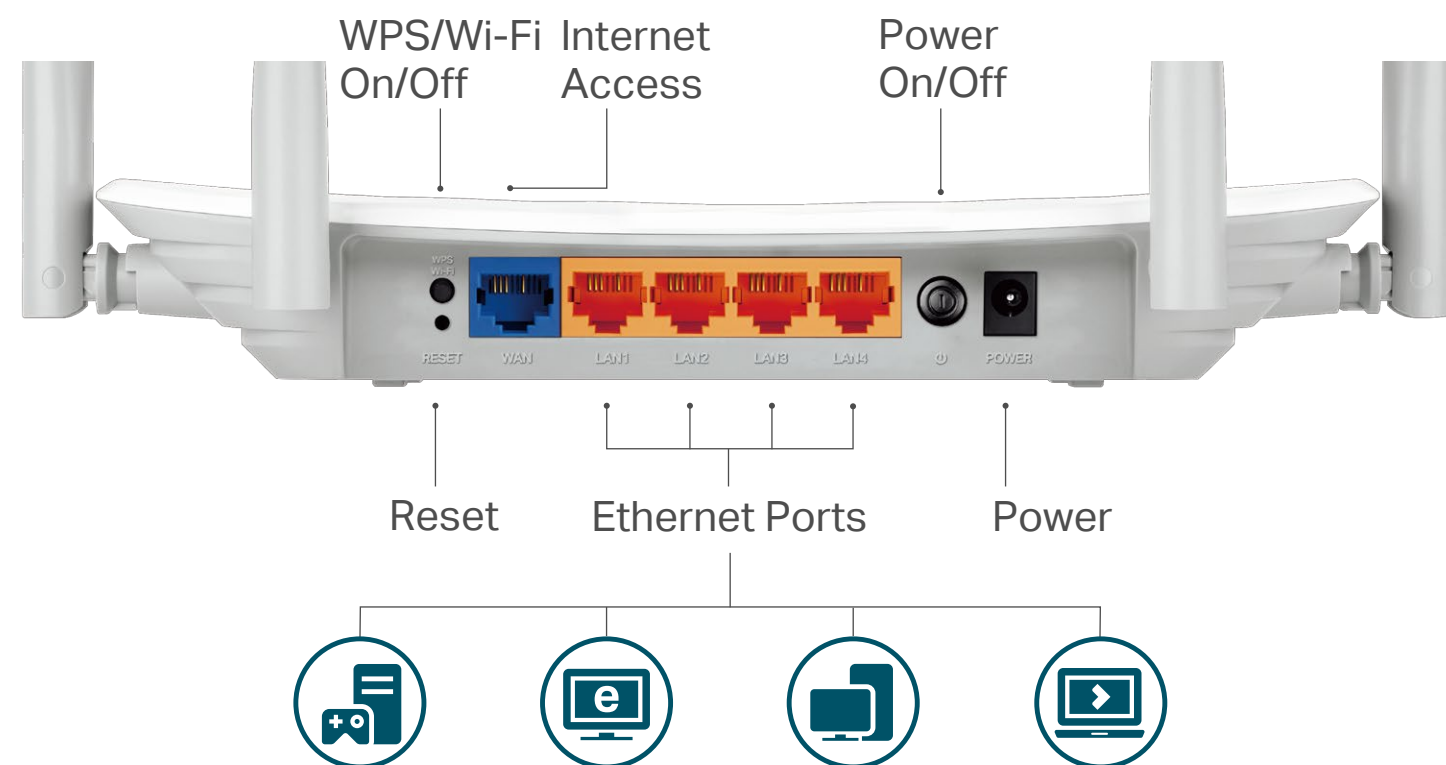 WPS/Wi-Fi
On/Off
Internet
Access
Power
On/Off
WPS
Wi-Fi
RESET
WAN
LAN1
LAN2
LAN3
LAN4
POWER
Reset
Ethernet Ports
Power
e